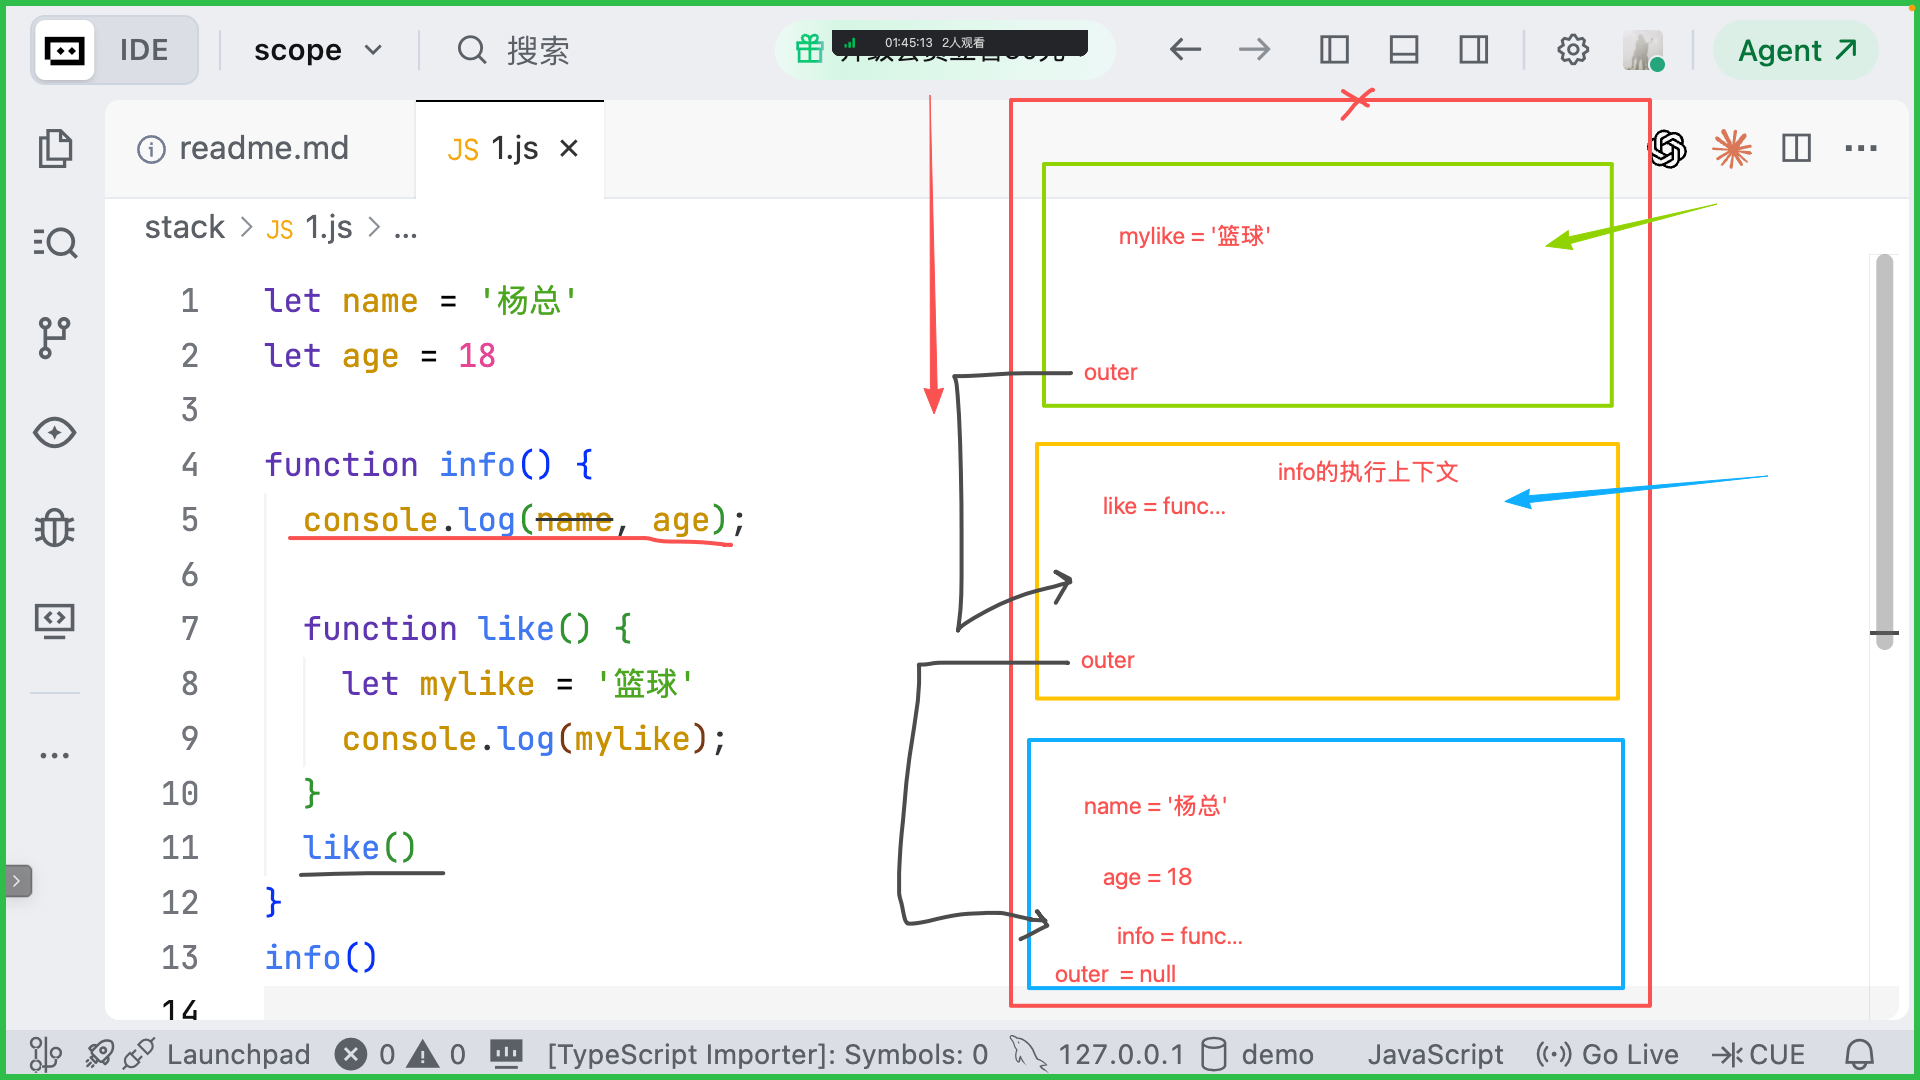 IDE
scope
搜索
01:45:13 2人观看
Agent
readme.md
JS 1.js
stack > JS 1.js > ...
1 let name = '杨总'
2 let age = 18
3
4 function info() {
5 console.log(name, age);
6
7 function like() {
8 let mylike = '篮球'
9 console.log(mylike);
10 }
11 like()
12 }
13 info()
14
mylike = '篮球'
outer
info的执行上下文
like = func...
outer
name = '杨总'
age = 18
info = func...
outer = null
Launchpad 0 0 [TypeScript Importer]: Symbols: 0 127.0.0.1 demo JavaScript Go Live CUE